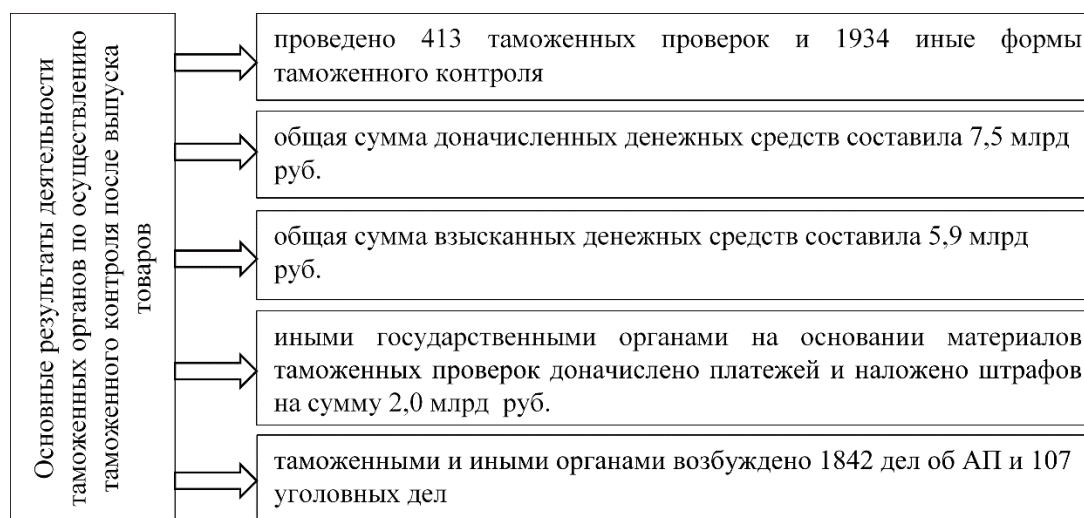 Основные результаты деятельности
таможенных органов по осуществлению
таможенного контроля после выпуска
товаров
проведено 413 таможенных проверок и 1934 иные формы
таможенного контроля
общая сумма доначисленных денежных средств составила 7,5 млрд
руб.
общая сумма взысканных денежных средств составила 5,9 млрд
руб.
иными государственными органами на основании материалов
таможенных проверок доначислено платежей и наложено штрафов
на сумму 2,0 млрд руб.
таможенными и иными органами возбуждено 1842 дел об АП и 107
уголовных дел